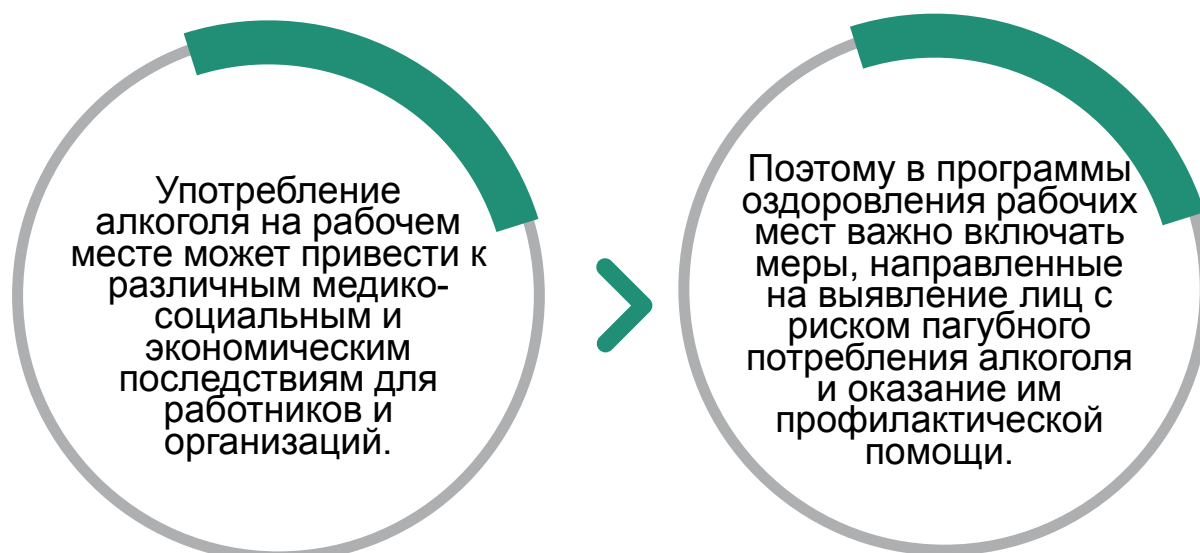 Употребление
алкоголя на рабочем
месте может привести к
различным медико-
социальным и
экономическим
последствиям для
работников и
организаций.
Поэтому в программы
оздоровления рабочих
мест важно включать
меры, направленные
на выявление лиц с
риском пагубного
потребления алкоголя
и оказание им
профилактической
помощи.